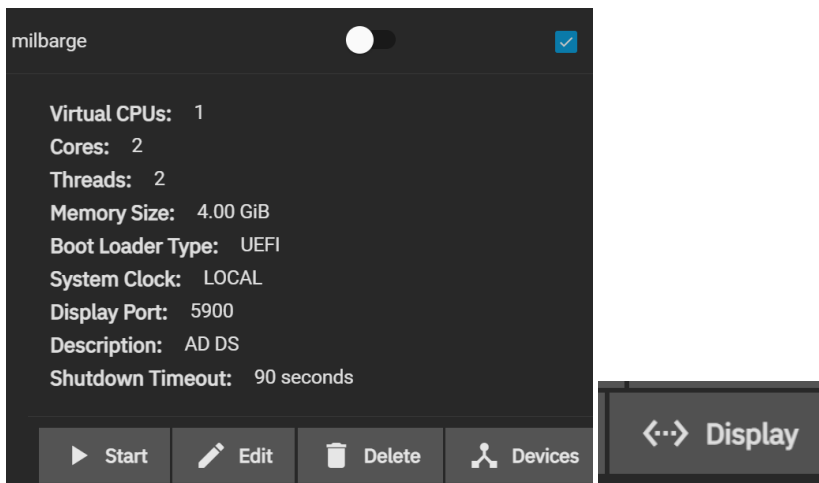 milbarge
Virtual CPUs: 1
Cores: 2
Threads: 2
Memory Size: 4.00 GiB
Boot Loader Type: UEFI
System Clock: LOCAL
Display Port: 5900
Description: AD DS
Shutdown Timeout: 90 seconds
Start Edit Delete Devices
Display